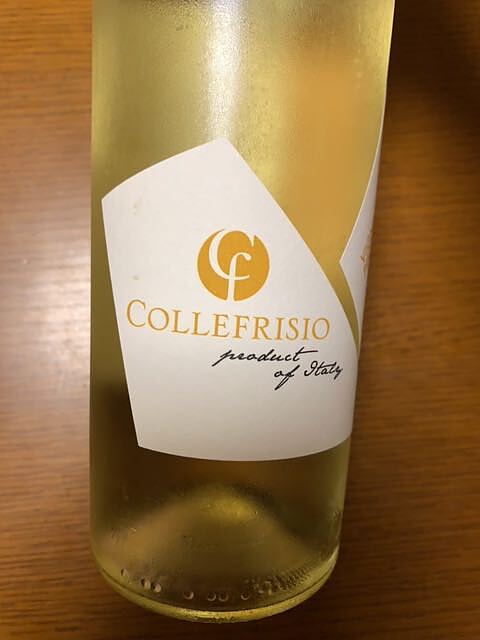 Cf
COLLEFRISIO
product
of Italy